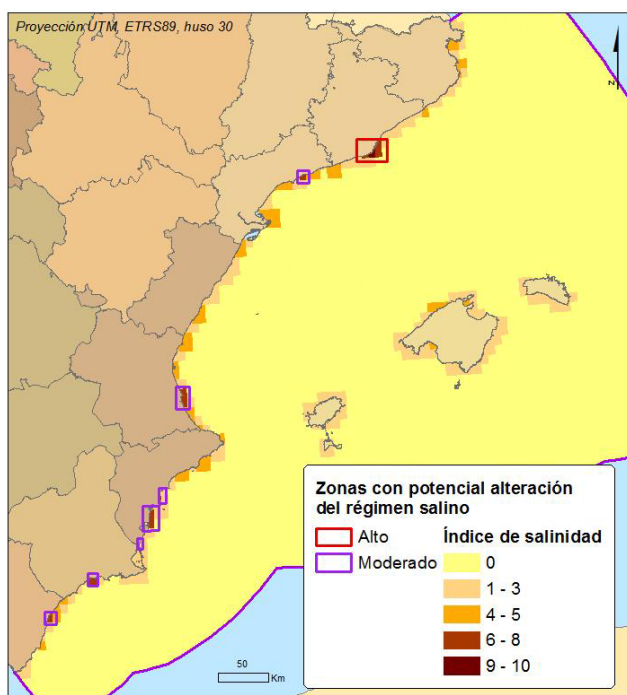 Proyección UTM, ETRS89, huso 30
N
Zonas con potencial alteración
del régimen salino
Alto
Moderado
Índice de salinidad
0
1 - 3
4 - 5
6 - 8
9 - 10
50
Km